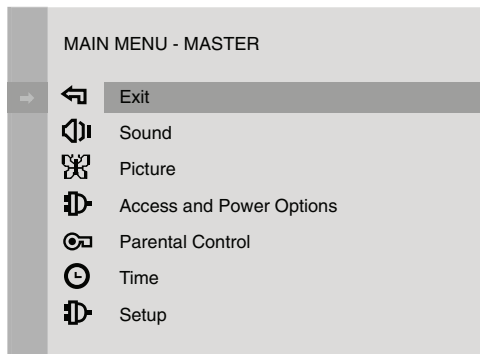 MAIN MENU - MASTER
Exit
Sound
Picture
Access and Power Options
Parental Control
Time
Setup